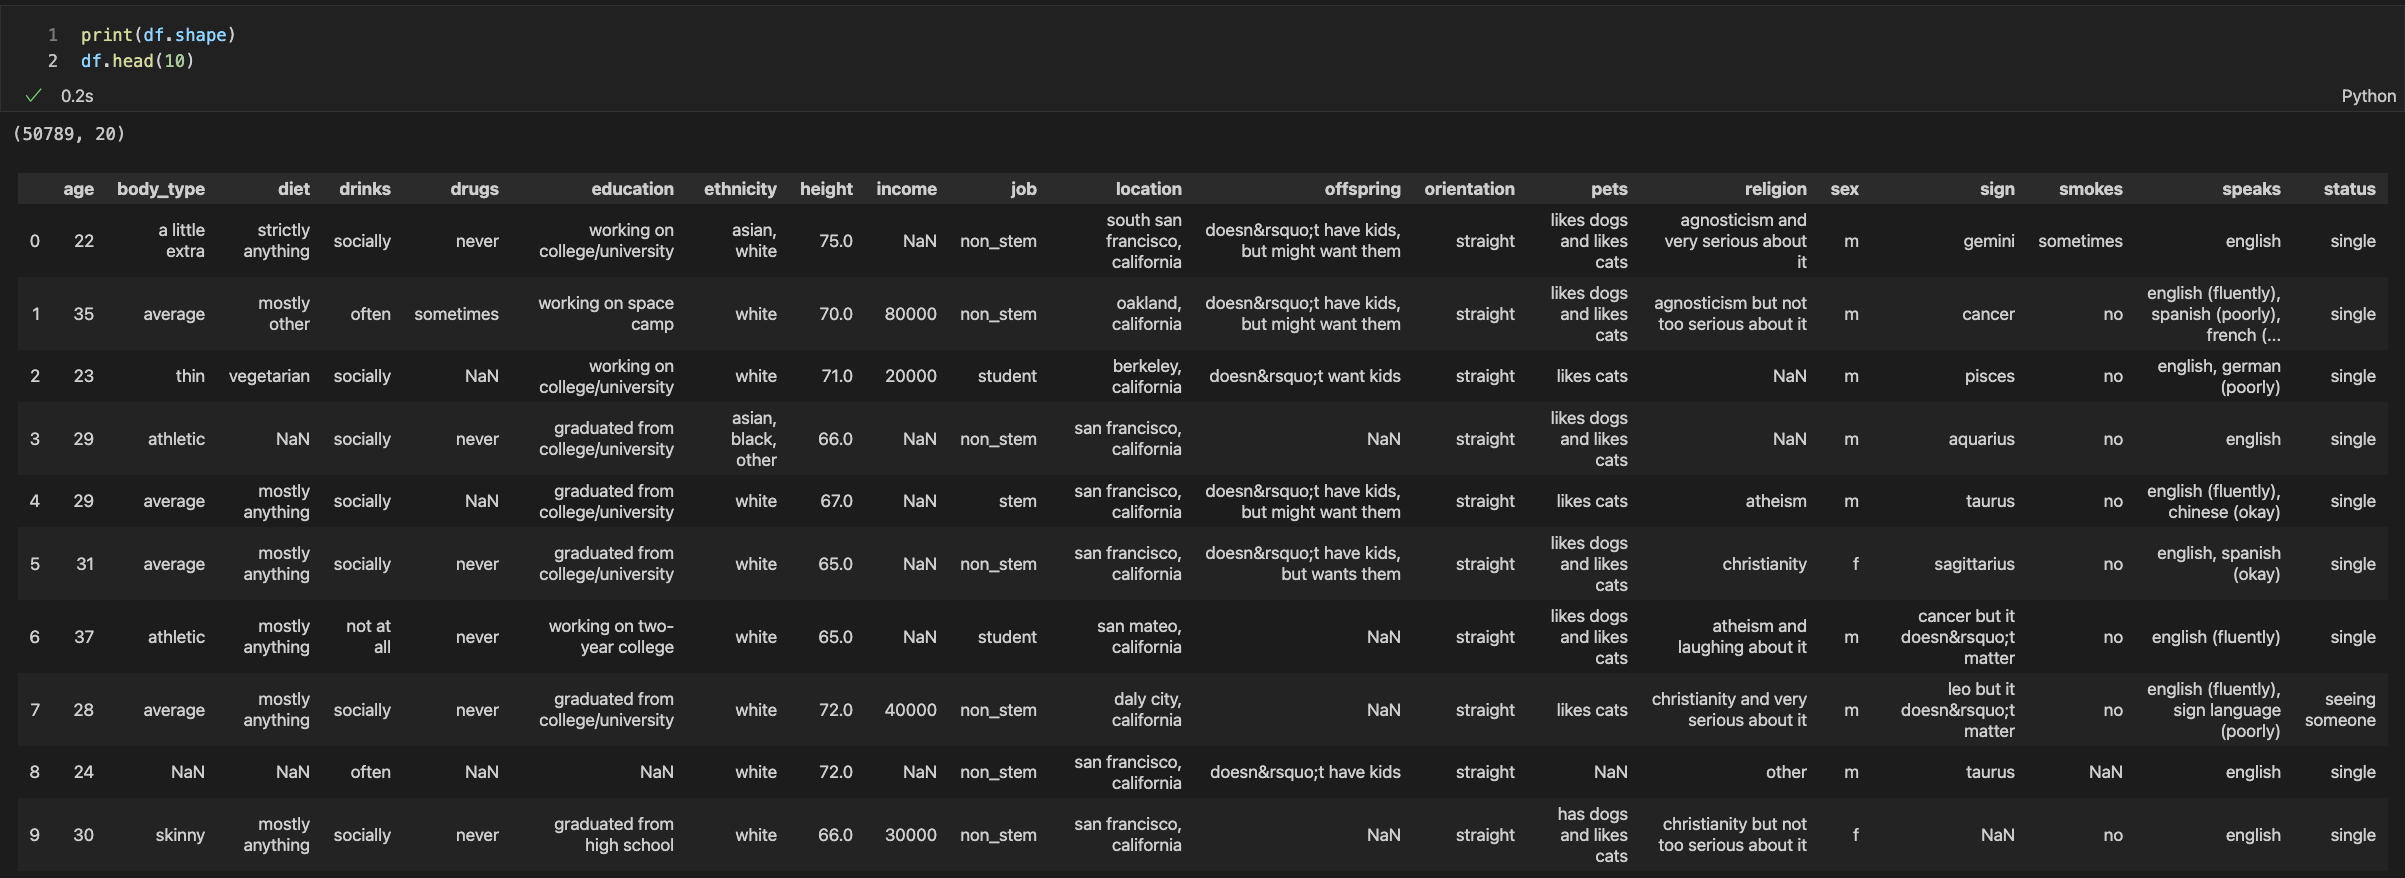 1 print(df.shape)
2 df.head(10)
0.2s
Python
(50789, 20)
age body_type diet drinks drugs education ethnicity height income job location offspring orientation pets religion sex sign smokes speaks status
0 22 a little extra strictly anything socially never working on college/university asian, white 75.0 NaN non_stem south san francisco, california doesn&rsquo;t have kids, but might want them straight likes dogs and likes cats agnosticism and very serious about it m gemini sometimes english single
1 35 average mostly other often sometimes working on space camp white 70.0 80000 non_stem oakland, california doesn&rsquo;t have kids, but might want them straight likes dogs and likes cats agnosticism but not too serious about it m cancer no english (fluently), spanish (poorly), french (... single
2 23 thin vegetarian socially NaN working on college/university white 71.0 20000 student berkeley, california doesn&rsquo;t want kids straight likes cats NaN m pisces no english, german (poorly) single
3 29 athletic NaN socially never graduated from college/university asian, black, other 66.0 NaN non_stem san francisco, california NaN straight likes dogs and likes cats NaN m aquarius no english single
4 29 average mostly anything socially NaN graduated from college/university white 67.0 NaN stem san francisco, california doesn&rsquo;t have kids, but might want them straight likes cats atheism m taurus no english (fluently), chinese (okay) single
5 31 average mostly anything socially never graduated from college/university white 65.0 NaN non_stem san francisco, california doesn&rsquo;t have kids, but wants them straight likes dogs and likes cats christianity f sagittarius no english, spanish (okay) single
6 37 athletic mostly anything not at all never working on two-year college white 65.0 NaN student san mateo, california NaN straight likes dogs and likes cats atheism and laughing about it m cancer but it doesn&rsquo;t matter no english (fluently) single
7 28 average mostly anything socially never graduated from college/university white 72.0 40000 non_stem daly city, california NaN straight likes cats christianity and very serious about it m leo but it doesn&rsquo;t matter no english (fluently), sign language (poorly) seeing someone
8 24 NaN NaN often NaN NaN white 72.0 NaN non_stem san francisco, california doesn&rsquo;t have kids straight NaN other m taurus NaN english single
9 30 skinny mostly anything socially never graduated from high school white 66.0 30000 non_stem san francisco, california NaN straight has dogs and likes cats christianity but not too serious about it f NaN no english single